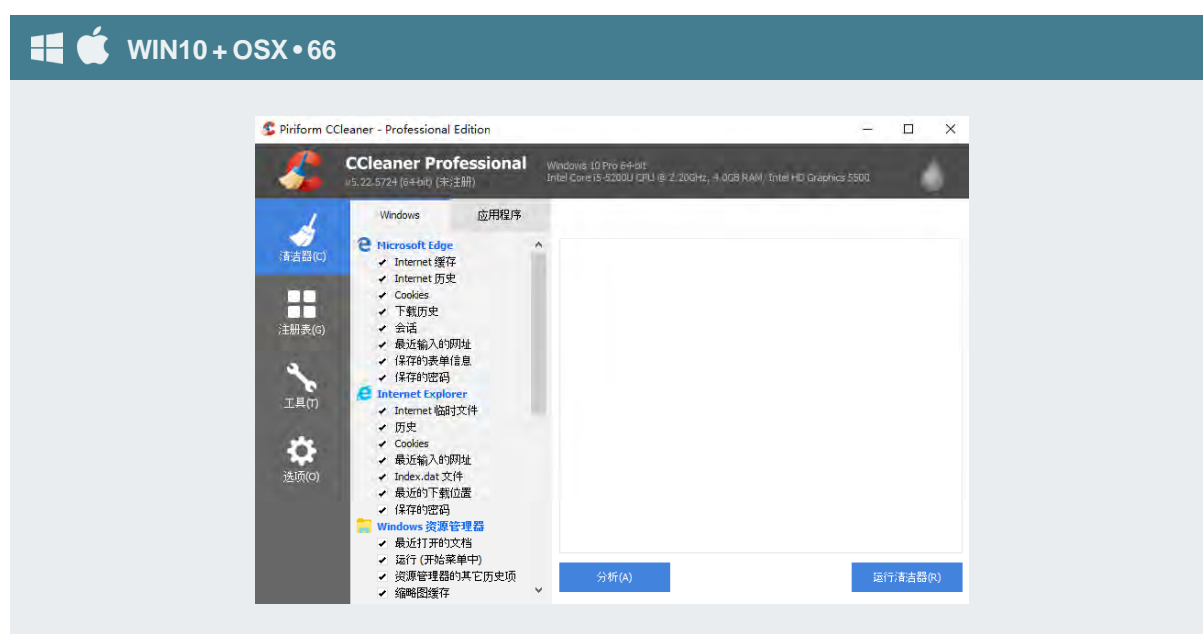 WIN10 + OSX • 66
Piriform CCleaner - Professional Edition
CCleaner Professional
v5.22.5724 (64-bit) (未注册)
Windows 10 Pro 64-bit
Intel Core i5-5200U CPU @ 2.20GHz, 4.0GB RAM, Intel HD Graphics 5500
清洁器(C)
注册表(G)
工具(T)
选项(O)
Windows
应用程序
Microsoft Edge
Internet 缓存
Internet 历史
Cookies
下载历史
会话
最近输入的网址
保存的表单信息
保存的密码
Internet Explorer
Internet 临时文件
历史
Cookies
最近输入的网址
Index.dat 文件
最近的下载位置
保存的密码
Windows 资源管理器
最近打开的文档
运行 (开始菜单中)
资源管理器的其它历史项
缩略图缓存
分析(A)
运行清洁器(R)